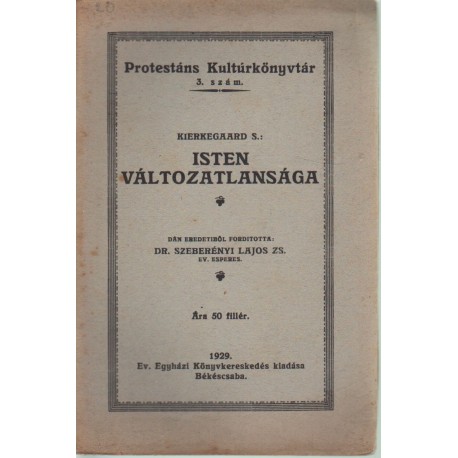 20
Protestáns Kultúrkönyvtár
3. szám.
KIERKEGAARD S.:
ISTEN
VÁLTOZATLANSÁGA
DÁN EREDETIBŐL FORDITOTTA:
DR. SZEBERÉNYI LAJOS ZS.
EV. ESPERES.
Ára 50 fillér.
1929.
Ev. Egyházi Könyvkereskedés kiadása
Békéscsaba.